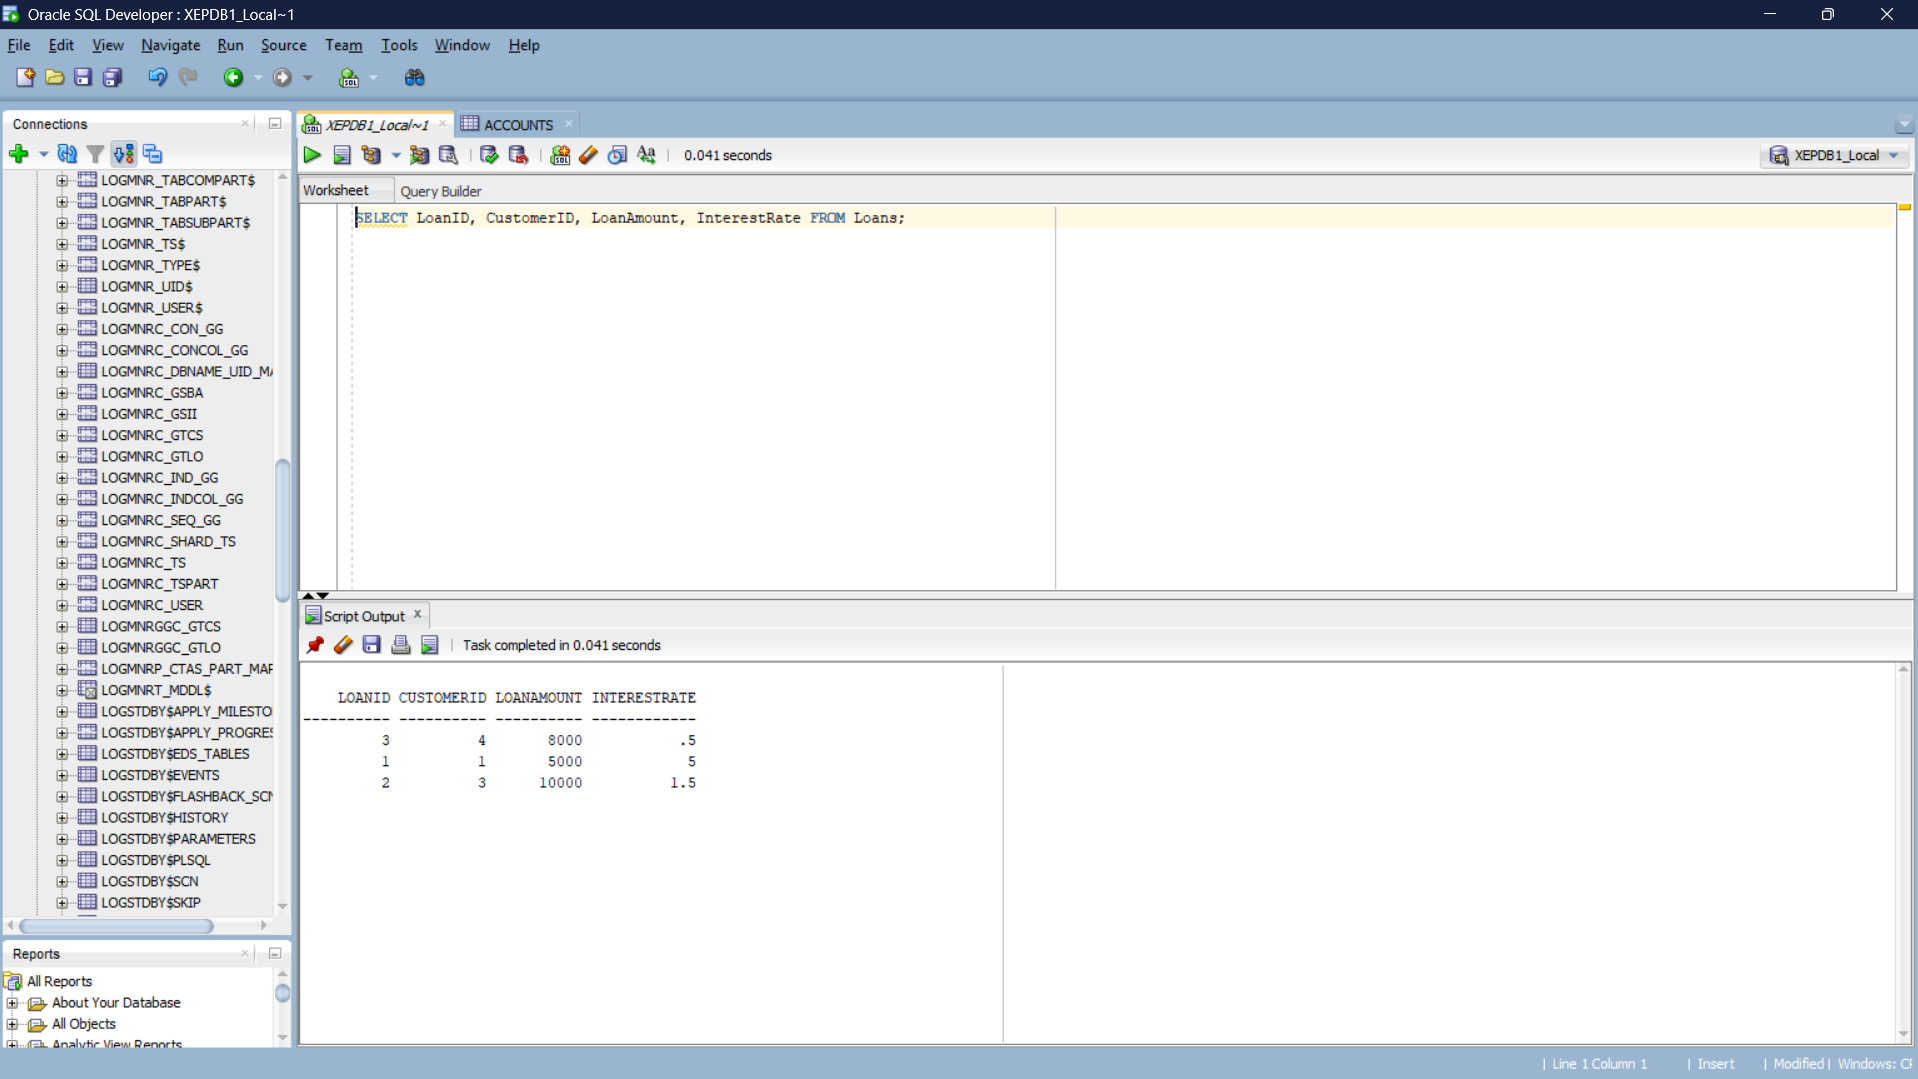 Oracle SQL Developer : XEPDB1_Local~1
File Edit View Navigate Run Source Team Tools Window Help
Connections
LOGMNR_TABCOMPART$
LOGMNR_TABPART$
LOGMNR_TABSUBPART$
LOGMNR_TS$
LOGMNR_TYPE$
LOGMNR_UID$
LOGMNR_USER$
LOGMNRC_CON_GG
LOGMNRC_CONCOL_GG
LOGMNRC_DBNAME_UID_MA
LOGMNRC_GSBA
LOGMNRC_GSII
LOGMNRC_GTCS
LOGMNRC_GTLO
LOGMNRC_IND_GG
LOGMNRC_INDCOL_GG
LOGMNRC_SEQ_GG
LOGMNRC_SHARD_TS
LOGMNRC_TS
LOGMNRC_TSPART
LOGMNRC_USER
LOGMNRGGC_GTCS
LOGMNRGGC_GTLO
LOGMNRP_CTAS_PART_MAP
LOGMNRT_MDDL$
LOGSTDBY$APPLY_MILESTO
LOGSTDBY$APPLY_PROGRES
LOGSTDBY$EDS_TABLES
LOGSTDBY$EVENTS
LOGSTDBY$FLASHBACK_SCN
LOGSTDBY$HISTORY
LOGSTDBY$PARAMETERS
LOGSTDBY$PLSQL
LOGSTDBY$SCN
LOGSTDBY$SKIP
Reports
All Reports
About Your Database
All Objects
Analytic View Reports
XEPDB1_Local~1 ACCOUNTS
0.041 seconds XEPDB1_Local
Worksheet Query Builder
SELECT LoanID, CustomerID, LoanAmount, InterestRate FROM Loans;
Script Output
Task completed in 0.041 seconds
LOANID CUSTOMERID LOANAMOUNT INTERESTRATE
---------- ---------- ---------- ------------
3 4 8000 .5
1 1 5000 5
2 3 10000 1.5
Line 1 Column 1 | Insert | Modified | Windows: CF